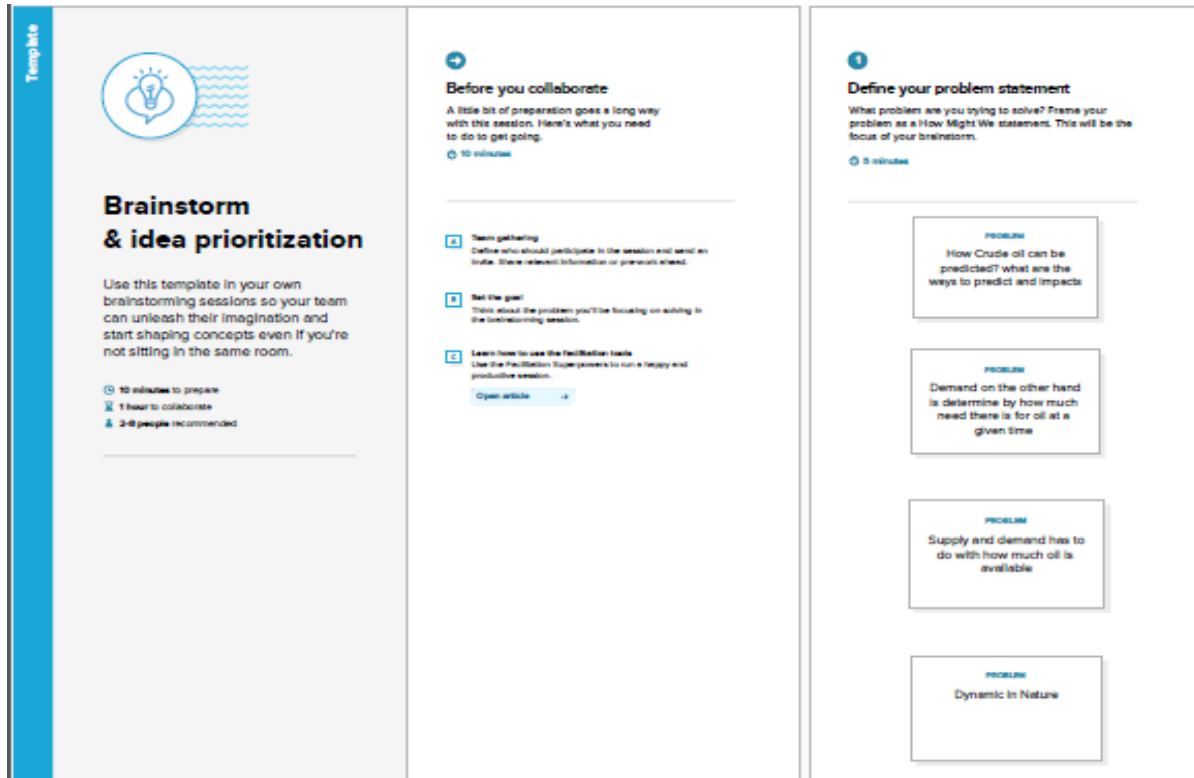 Template
Brainstorm
& idea prioritization
Use this template in your own
brainstorming sessions so your team
can unleash their imagination and
start shaping concepts even if you're
not sitting in the same room.
10 minutes to prepare
1 hour to collaborate
2-8 people recommended
Before you collaborate
A little bit of preparation goes a long way
with this session. Here's what you need
to do to get going.
10 minutes
A
Team gathering
Define who should participate in the session and send an
invite. Share relevant information or pre-work ahead.
B
Set the goal
Think about the problem you'll be focusing on solving in
the brainstorming session.
C
Learn how to use the facilitation tools
Use the Facilitation Superpowers to run a happy and
productive session.
Open article
1
Define your problem statement
What problem are you trying to solve? Frame your
problem as a How Might We statement. This will be the
focus of your brainstorm.
5 minutes
PROBLEM
How Crude oil can be
predicted? what are the
ways to predict and impacts
PROBLEM
Demand on the other hand
is determine by how much
need there is for oil at a
given time
PROBLEM
Supply and demand has to
do with how much oil is
available
PROBLEM
Dynamic in Nature